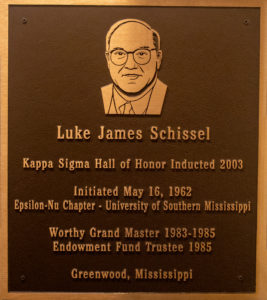 Luke James Schissel
Kappa Sigma Hall of Honor Inducted 2003
Initiated May 16, 1962
Epsilon-Nu Chapter - University of Southern Mississippi
Worthy Grand Master 1983-1985
Endowment Fund Trustee 1985
Greenwood, Mississippi